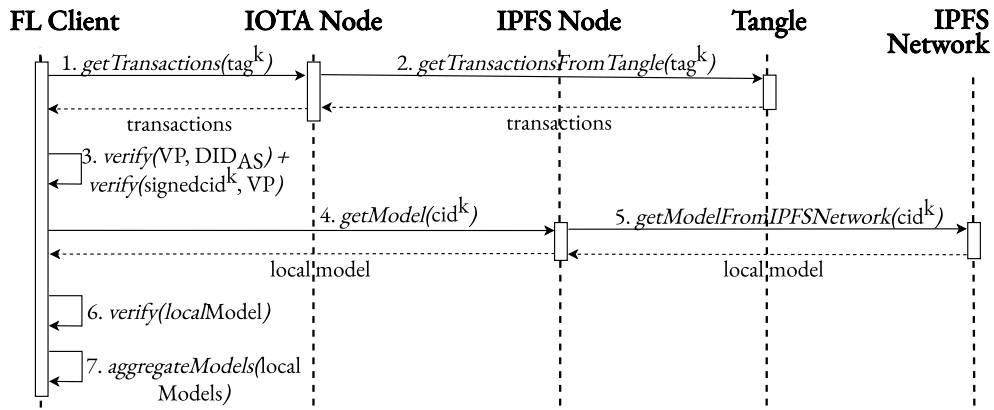 FL Client
IOTA Node
IPFS Node
Tangle
IPFS
Network
1. getTransactions(tag^k)
2. getTransactionsFromTangle(tag^k)
transactions
transactions
3. verify(VP, DID_AS) +
verify(signedcid^k, VP)
4. getModel(cid^k)
5. getModelFromIPFSNetwork(cid^k)
local model
local model
6. verify(localModel)
7. aggregateModels(local
Models)